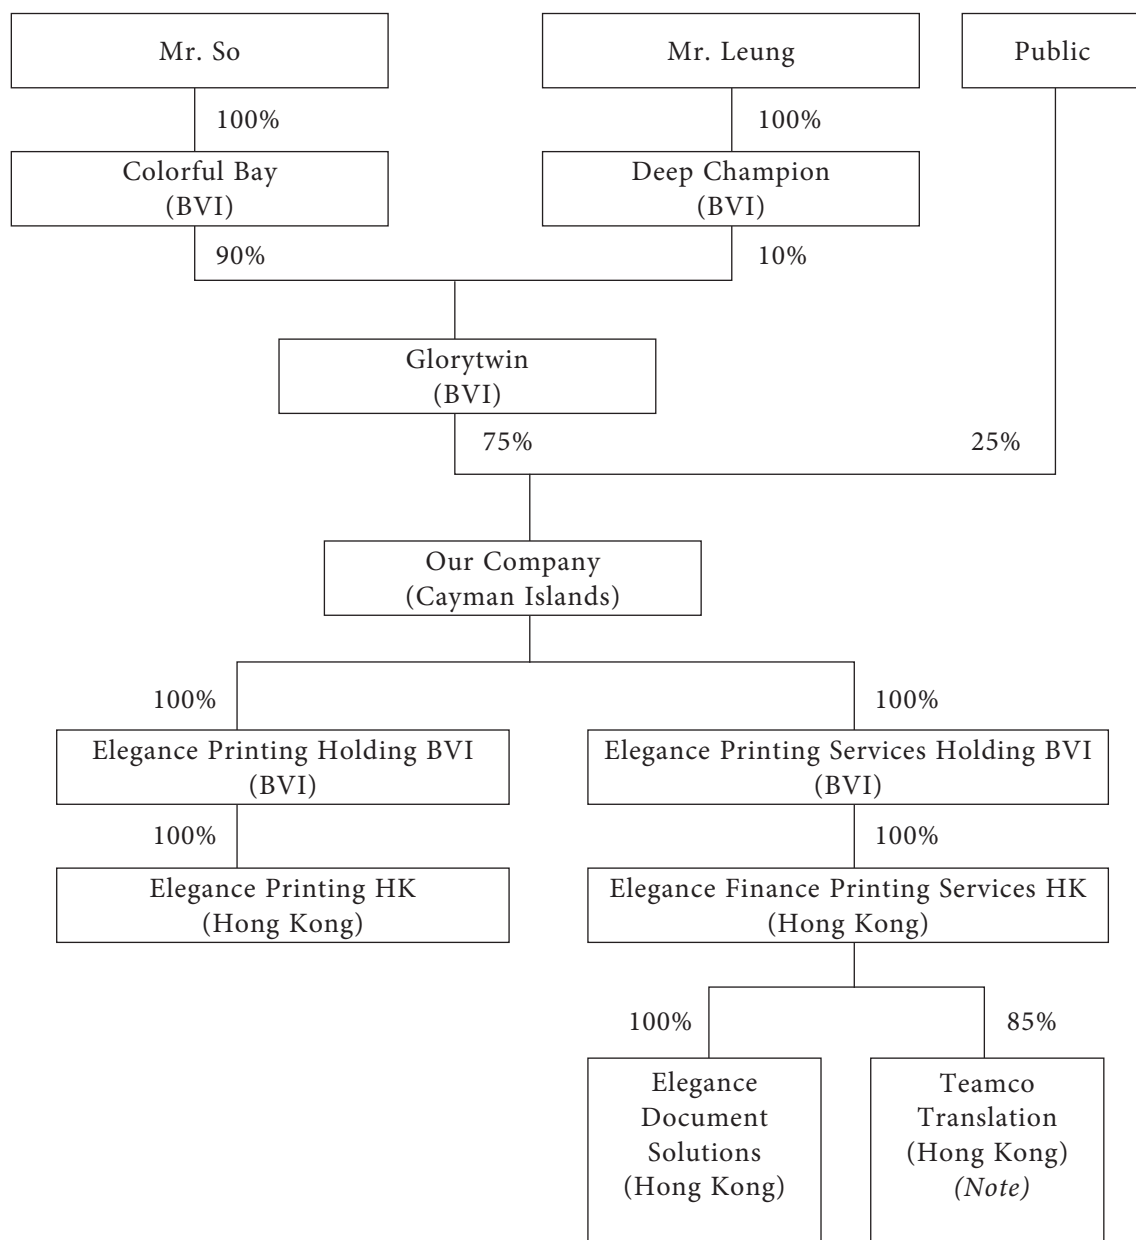 Mr. So
Mr. Leung
Public
100%
100%
Colorful Bay
(BVI)
Deep Champion
(BVI)
90%
10%
Glorytwin
(BVI)
75%
25%
Our Company
(Cayman Islands)
100%
100%
Elegance Printing Holding BVI
(BVI)
Elegance Printing Services Holding BVI
(BVI)
100%
100%
Elegance Printing HK
(Hong Kong)
Elegance Finance Printing Services HK
(Hong Kong)
100%
85%
Elegance
Document
Solutions
(Hong Kong)
Teamco
Translation
(Hong Kong)
(Note)